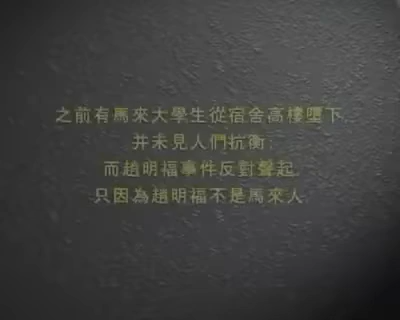 之前有馬來大學生從宿舍高樓墮下
并未見人們抗衡;
而趙明福事件反對聲起,
只因為趙明福不是馬來人